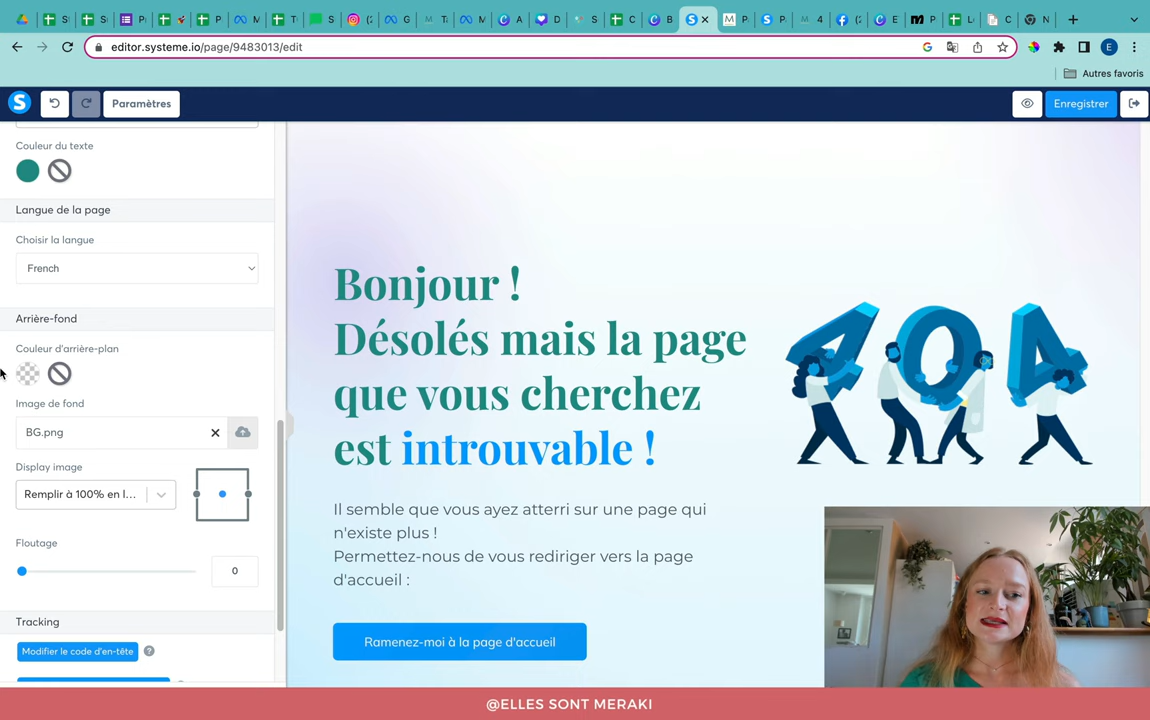 editor.systeme.io/page/9483013/edit
Autres favoris
Paramètres
Enregistrer
Couleur du texte
Langue de la page
Choisir la langue
French
Arrière-fond
Couleur d'arrière-plan
Image de fond
BG.png
Display image
Remplir à 100% en l...
Floutage
0
Tracking
Modifier le code d'en-tête
Bonjour !
Désolés mais la page
que vous cherchez
est introuvable !
404
Il semble que vous ayez atterri sur une page qui
n'existe plus !
Permettez-nous de vous rediriger vers la page
d'accueil :
Ramenez-moi à la page d'accueil
@ELLES SONT MERAKI